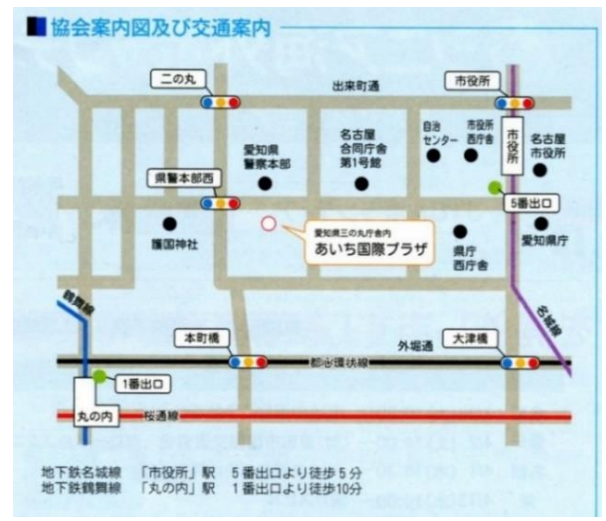 協会案内図及び交通案内
二の丸
出来町通
市役所
愛知県
警察本部
名古屋
合同庁舎
第1号館
自治
センター
市役所
西庁舎
市役所
名古屋
市役所
県警本部西
5番出口
護国神社
愛知県三の丸庁舎内
あいち国際プラザ
県庁
西庁舎
愛知県庁
鶴舞線
名城線
本町橋
外堀通
大津橋
都心環状線
1番出口
丸の内
桜通線
地下鉄名城線 「市役所」駅 5番出口より徒歩5分
地下鉄鶴舞線 「丸の内」駅 1番出口より徒歩10分